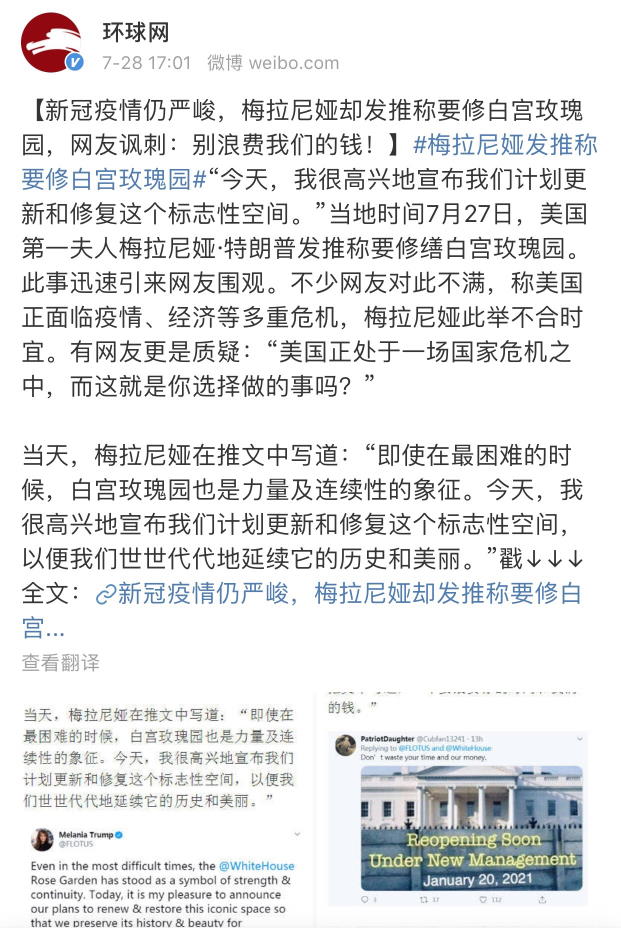 环球网
7-28 17:01 微博 weibo.com
【新冠疫情仍严峻，梅拉尼娅却发推称要修白宫玫瑰
园，网友讽刺：别浪费我们的钱！】#梅拉尼娅发推称
要修白宫玫瑰园#“今天，我很高兴地宣布我们计划更
新和修复这个标志性空间。”当地时间7月27日，美国
第一夫人梅拉尼娅·特朗普发推称要修缮白宫玫瑰园。
此事迅速引来网友围观。不少网友对此不满，称美国
正面临疫情、经济等多重危机，梅拉尼娅此举不合时
宜。有网友更是质疑：“美国正处于一场国家危机之
中，而这就是你选择做的事吗？”
当天，梅拉尼娅在推文中写道：“即使在最困难的时
候，白宫玫瑰园也是力量及连续性的象征。今天，我
很高兴地宣布我们计划更新和修复这个标志性空间，
以便我们世世代代地延续它的历史和美丽。”戳↓↓↓
全文：新冠疫情仍严峻，梅拉尼娅却发推称要修白
宫...
查看翻译
当天，梅拉尼娅在推文中写道：“即使在
最困难的时候，白宫玫瑰园也是力量及连
续性的象征。今天，我很高兴地宣布我们
计划更新和修复这个标志性空间，以便我
们世世代代地延续它的历史和美丽。”
Melania Trump
@FLOTUS
Even in the most difficult times, the @WhiteHouse
Rose Garden has stood as a symbol of strength &
continuity. Today, it is my pleasure to announce
our plans to renew & restore this iconic space so
that we preserve its history & beauty for
的钱。”
PatriotDaughter @Cubfan13241 · 13h
Replying to @FLOTUS and @WhiteHouse
Don't waste your time and our money.
Reopening Soon
Under New Management
January 20, 2021
3 37 112